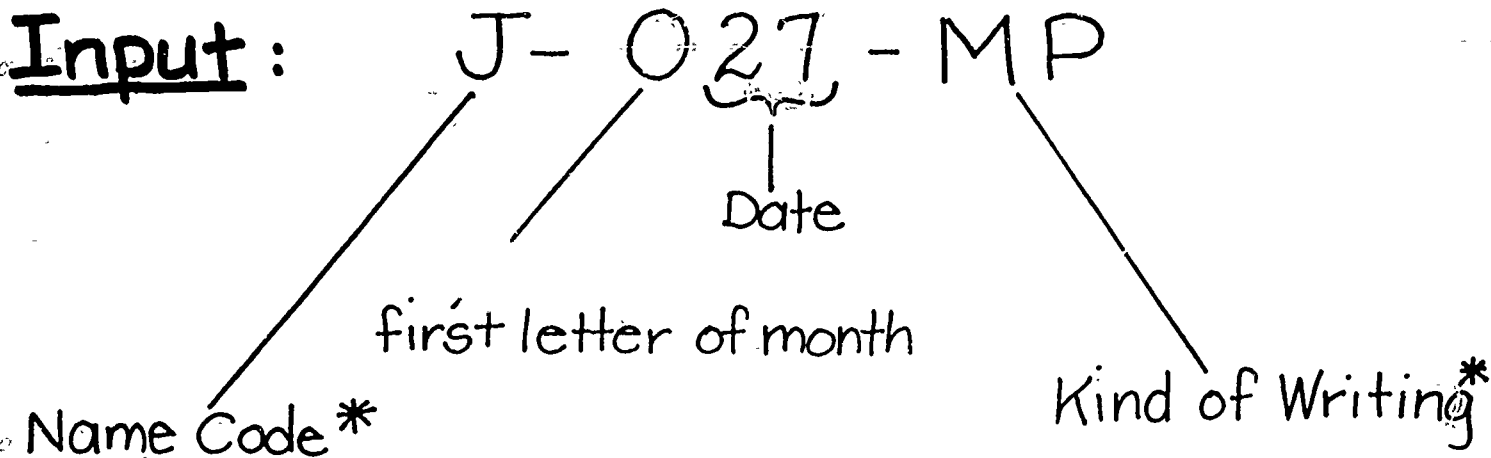 Input: J- O27-MP
Date
first letter of month
Kind of Writing*
Name Code*